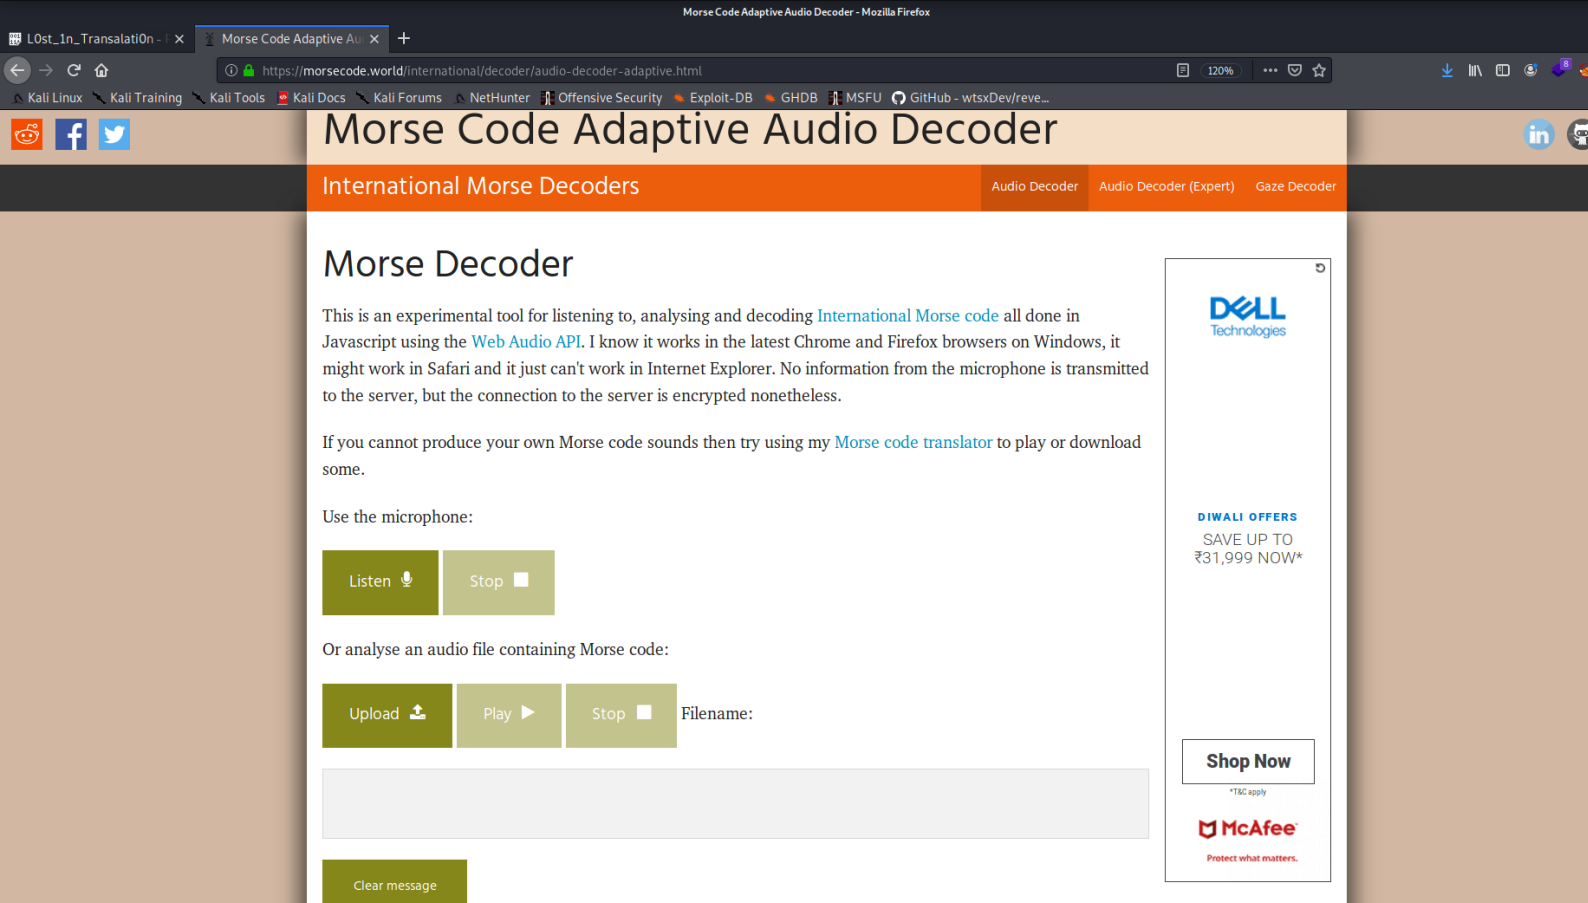 Morse Code Adaptive Audio Decoder - Mozilla Firefox
L0st_1n_Transalati0n -
Morse Code Adaptive Au
https://morsecode.world/international/decoder/audio-decoder-adaptive.html
120%
8
Kali Linux Kali Training Kali Tools Kali Docs Kali Forums NetHunter Offensive Security Exploit-DB GHDB MSFU GitHub - wtsxDev/reve...
Morse Code Adaptive Audio Decoder
International Morse Decoders
Audio Decoder Audio Decoder (Expert) Gaze Decoder
Morse Decoder
This is an experimental tool for listening to, analysing and decoding International Morse code all done in
Javascript using the Web Audio API. I know it works in the latest Chrome and Firefox browsers on Windows, it
might work in Safari and it just can't work in Internet Explorer. No information from the microphone is transmitted
to the server, but the connection to the server is encrypted nonetheless.
If you cannot produce your own Morse code sounds then try using my Morse code translator to play or download
some.
Use the microphone:
Listen Stop
Or analyse an audio file containing Morse code:
Upload Play Stop Filename:
Clear message
DELL
Technologies
DIWALI OFFERS
SAVE UP TO
₹31,999 NOW*
Shop Now
*T&C apply
McAfee
Protect what matters.